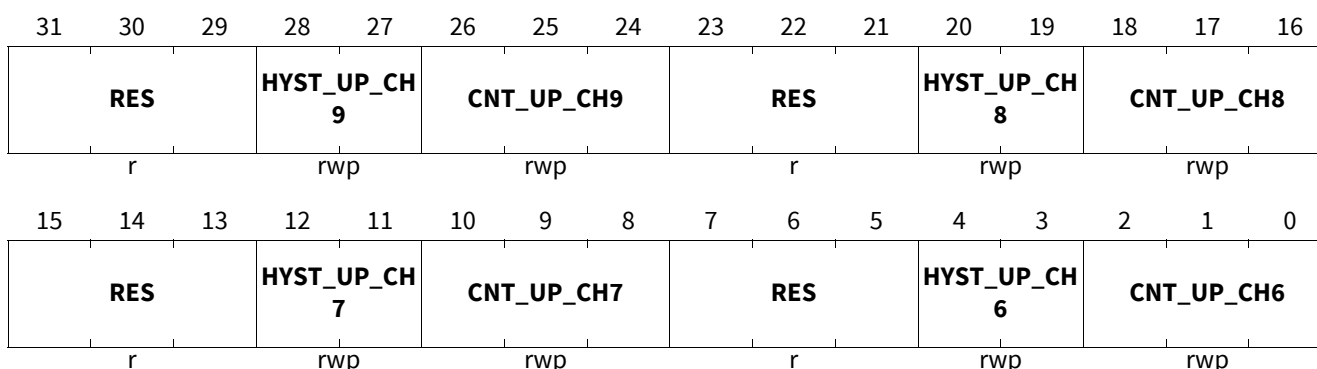 31 30 29 28 27 26 25 24 23 22 21 20 19 18 17 16
RES HYST_UP_CH CNT_UP_CH9 RES HYST_UP_CH CNT_UP_CH8
9 8
r rwp rwp r rwp rwp
15 14 13 12 11 10 9 8 7 6 5 4 3 2 1 0
RES HYST_UP_CH CNT_UP_CH7 RES HYST_UP_CH CNT_UP_CH6
7 6
r rwp rwp r rwp rwp